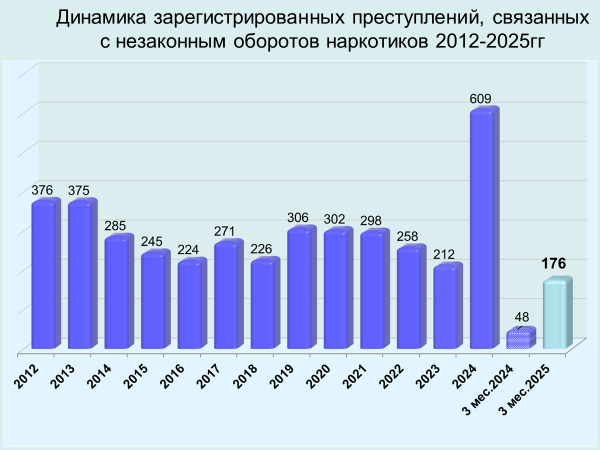 Динамика зарегистрированных преступлений, связанных
с незаконным оборотов наркотиков 2012-2025гг
609
376 375
285 245 224 271 226 306 302 298 258 212 48 176
2012 2013 2014 2015 2016 2017 2018 2019 2020 2021 2022 2023 2024 3 мес.2024 3 мес.2025